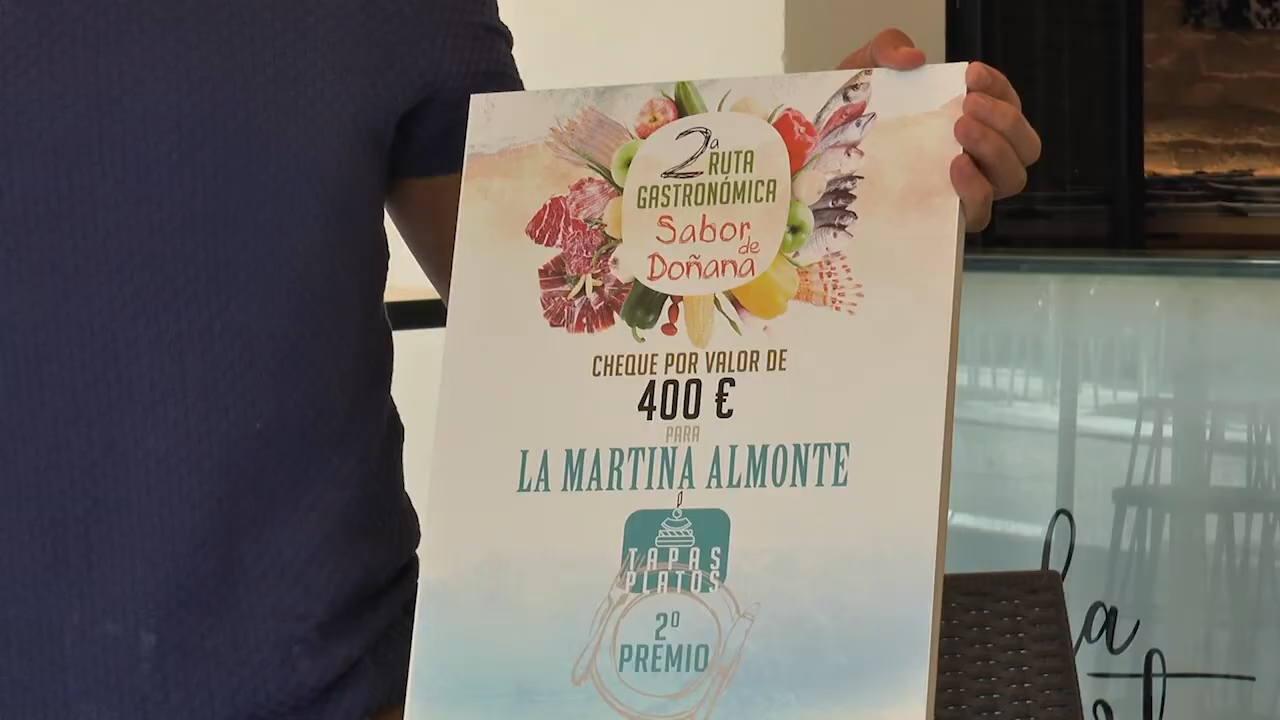 2ª RUTA
GASTRONÓMICA
Sabor de
Doñana
CHEQUE POR VALOR DE
400 €
PARA
LA MARTINA ALMONTE
TAPAS
PLATOS
2º
PREMIO
la